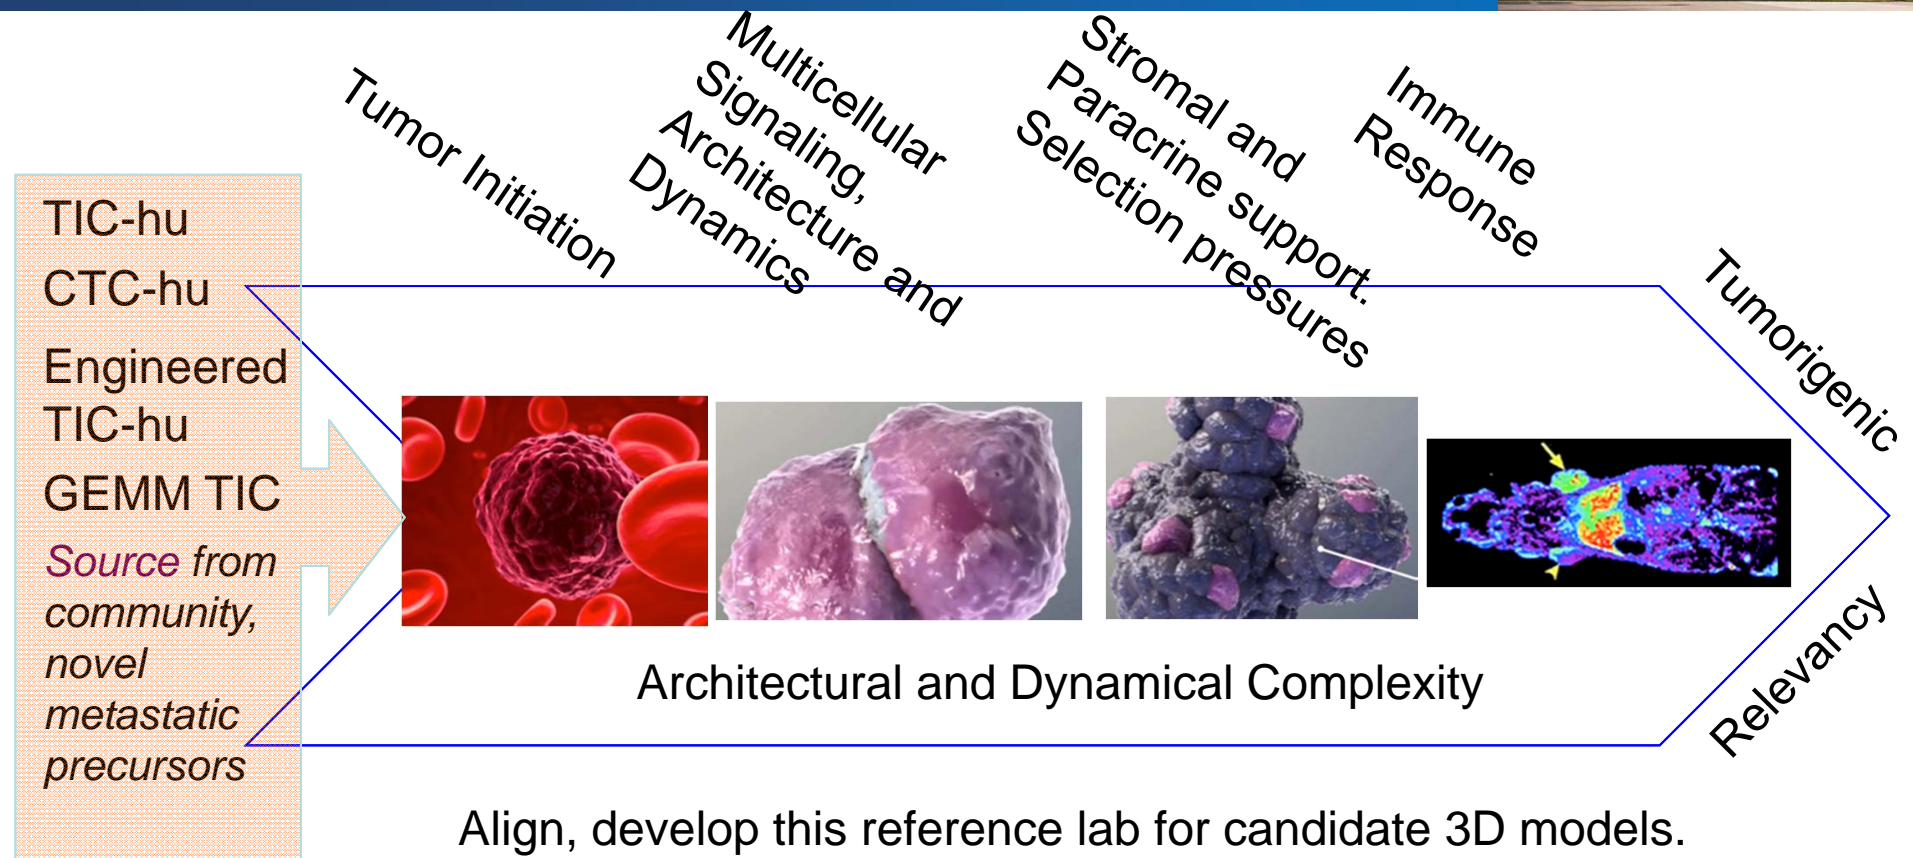 Tumor Initiation
Multicellular
Signaling,
Architecture and
Dynamics
Stromal and
Paracrine support.
Selection pressures
Immune
Response
TIC-hu
CTC-hu
Engineered
TIC-hu
GEMM TIC
Source from
community,
novel
metastatic
precursors
Tumorigenic
Relevancy
Architectural and Dynamical Complexity
Align, develop this reference lab for candidate 3D models.